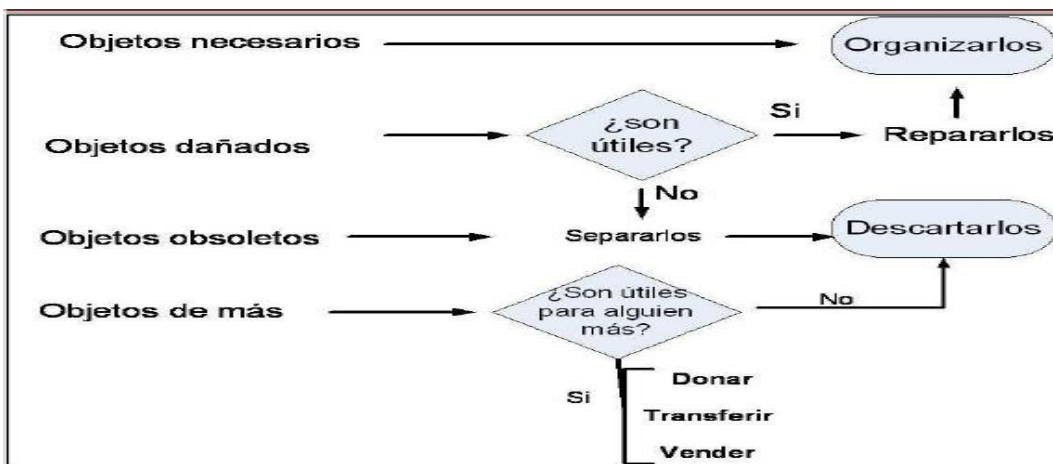 Objetos necesarios
Organizarlos
Objetos dañados
¿son
útiles?
Si
Repararlos
No
Objetos obsoletos
Separarlos
Descartarlos
Objetos de más
¿Son útiles
para alguien
más?
No
Si
Donar
Transferir
Vender